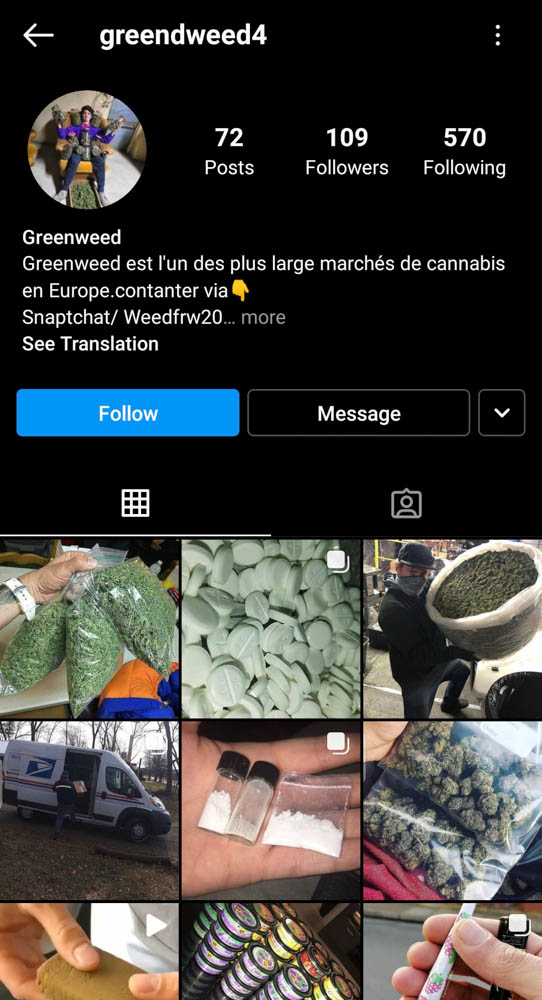 greendweed4
72
109
570
Posts
Followers
Following
Greenweed
Greenweed est l'un des plus large marchés de cannabis
en Europe.contanter via👇
Snaptchat/ Weedfrw20… more
See Translation
Follow
Message